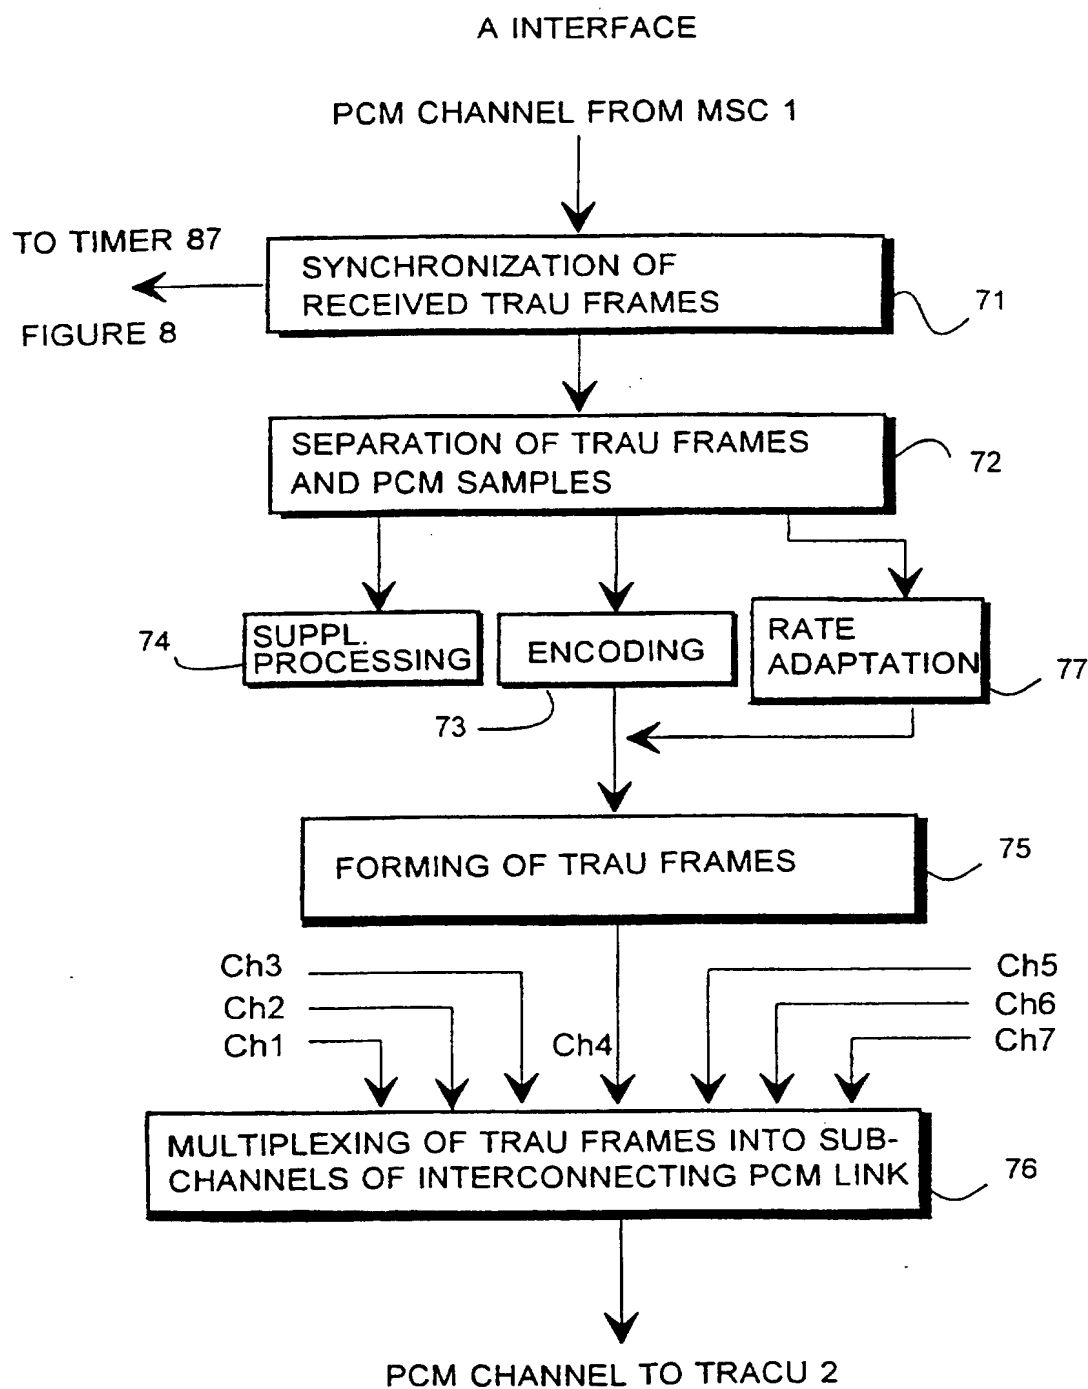 A INTERFACE
PCM CHANNEL FROM MSC 1
TO TIMER 87
FIGURE 8
SYNCHRONIZATION OF
RECEIVED TRAU FRAMES
71
SEPARATION OF TRAU FRAMES
AND PCM SAMPLES
72
74
SUPPL.
PROCESSING
ENCODING
73
RATE
ADAPTATION
77
FORMING OF TRAU FRAMES
75
Ch3
Ch2
Ch1
Ch4
Ch5
Ch6
Ch7
MULTIPLEXING OF TRAU FRAMES INTO SUB-
CHANNELS OF INTERCONNECTING PCM LINK
76
PCM CHANNEL TO TRACU 2